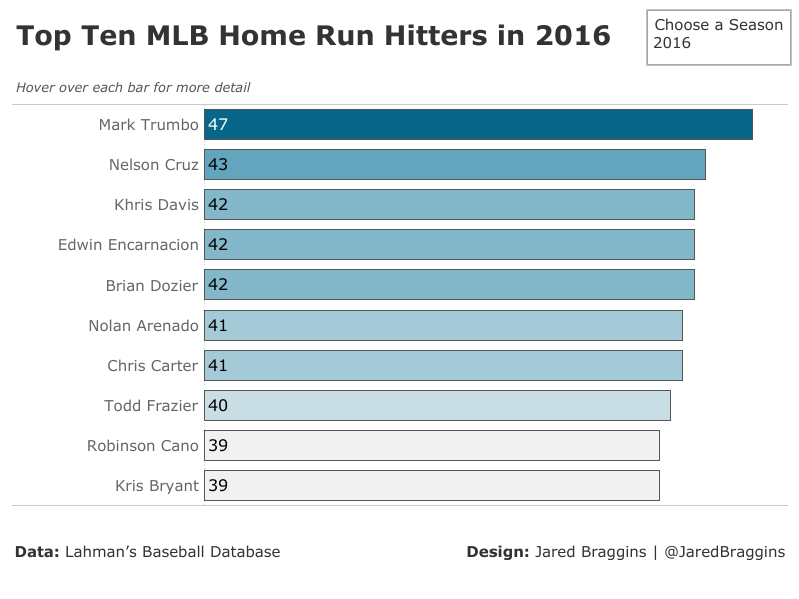 Top Ten MLB Home Run Hitters in 2016
Choose a Season
2016
Hover over each bar for more detail
Mark Trumbo 47
Nelson Cruz 43
Khris Davis 42
Edwin Encarnacion 42
Brian Dozier 42
Nolan Arenado 41
Chris Carter 41
Todd Frazier 40
Robinson Cano 39
Kris Bryant 39
Data: Lahman’s Baseball Database
Design: Jared Braggins | @JaredBraggins